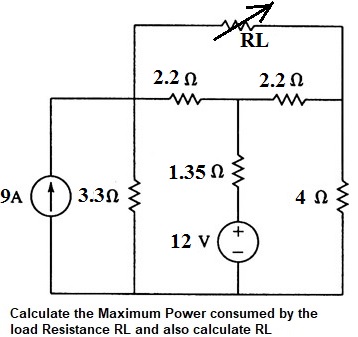 RL
2.2 Ω
2.2 Ω
1.35 Ω
9A
3.3Ω
4 Ω
12 V
+
−
Calculate the Maximum Power consumed by the
load Resistance RL and also calculate RL